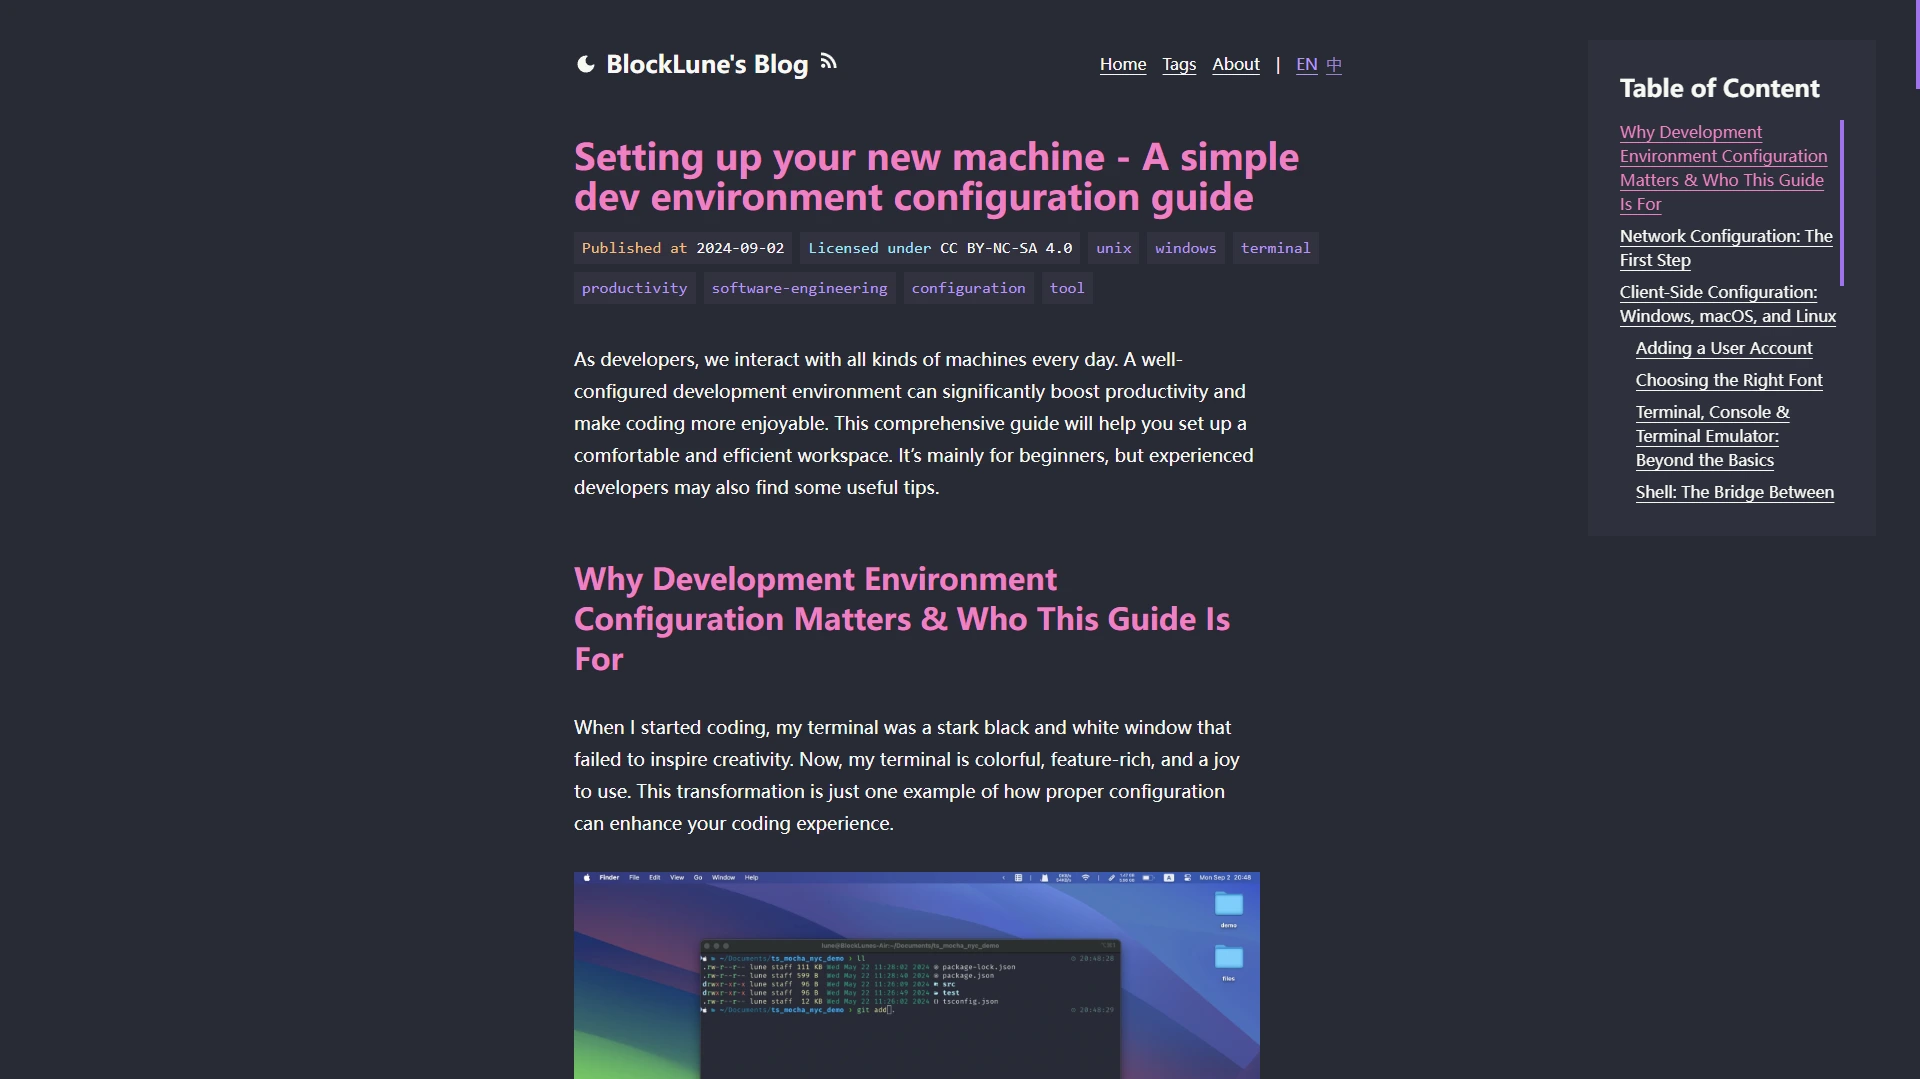 BlockLune's Blog
Home Tags About | EN 中
Setting up your new machine - A simple
dev environment configuration guide
Published at 2024-09-02 Licensed under CC BY-NC-SA 4.0 unix windows terminal
productivity software-engineering configuration tool
As developers, we interact with all kinds of machines every day. A well-
configured development environment can significantly boost productivity and
make coding more enjoyable. This comprehensive guide will help you set up a
comfortable and efficient workspace. It’s mainly for beginners, but experienced
developers may also find some useful tips.
Why Development Environment
Configuration Matters & Who This Guide Is
For
When I started coding, my terminal was a stark black and white window that
failed to inspire creativity. Now, my terminal is colorful, feature-rich, and a joy
to use. This transformation is just one example of how proper configuration
can enhance your coding experience.
Finder File Edit View Go Window Help
Mon Sep 2 20:48
demo
files
lune@BlockLunes-Air:~/Documents/ts_mocha_nyc_demo
~/Documents/ts_mocha_nyc_demo › ll 20:48:28
.rw-r--r-- lune staff 111 KB Wed May 22 11:26:02 2024 package-lock.json
.rw-r--r-- lune staff 599 B Wed May 22 11:28:40 2024 package.json
drwxr-xr-x lune staff 96 B Wed May 22 11:26:09 2024 src
drwxr-xr-x lune staff 96 B Wed May 22 11:26:49 2024 test
.rw-r--r-- lune staff 12 KB Wed May 22 11:26:02 2024 tsconfig.json
~/Documents/ts_mocha_nyc_demo › git add . 20:48:29
Table of Content
Why Development
Environment Configuration
Matters & Who This Guide
Is For
Network Configuration: The
First Step
Client-Side Configuration:
Windows, macOS, and Linux
Adding a User Account
Choosing the Right Font
Terminal, Console &
Terminal Emulator:
Beyond the Basics
Shell: The Bridge Between